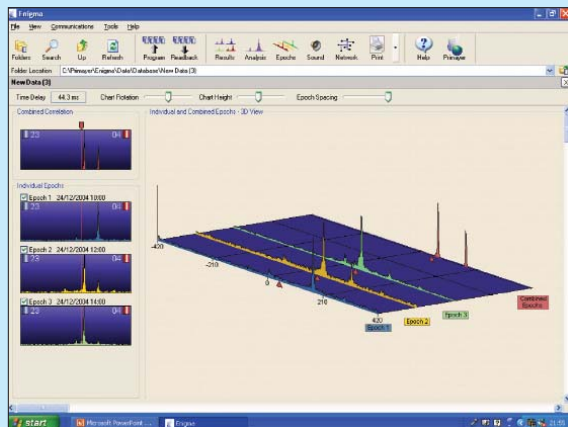 Enigma
File View Communications Tools Help
Folders Search Up Refresh Program Readback Results Analysis Epochs Sound Network Print Help Primayer
Folder Location C:\Primayer\Enigma\Data\Database\New Data (3)
New Data (3)
Time Delay 44.3 ms Chart Rotation Chart Height Epoch Spacing
Combined Correlation
23 04
Individual Epochs
Epoch 1 24/12/2004 10:00
23 04
Epoch 2 24/12/2004 12:00
23 04
Epoch 3 24/12/2004 14:00
23 04
Individual and Combined Epochs - 3D View
-420
-210
0
210
420
Epoch 1
Epoch 2
Epoch 3
Combined Epochs
start Microsoft PowerPoint ... Enigma 21:55